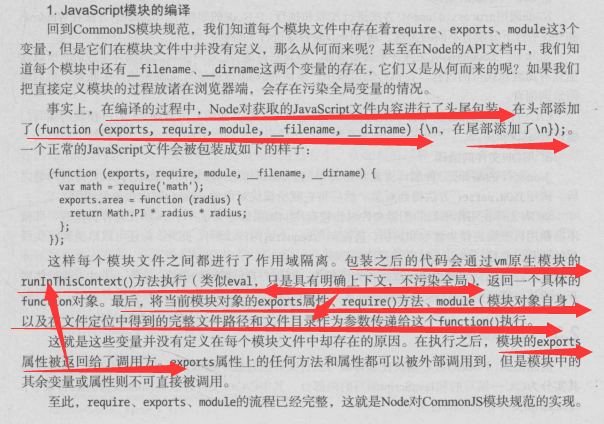 1. JavaScript模块的编译
回到CommonJS模块规范，我们知道每个模块文件中存在着require、exports、module这3个
变量，但是它们在模块文件中并没有定义，那么从何而来呢？甚至在Node的API文档中，我们知
道每个模块中还有__filename、__dirname这两个变量的存在，它们又是从何而来的呢？如果我们
把直接定义模块的过程放诸在浏览器端，会存在污染全局变量的情况。
事实上，在编译的过程中，Node对获取的JavaScript文件内容进行了头尾包装。在头部添加
了(function (exports, require, module, __filename, __dirname) {\n，在尾部添加了\n});。
一个正常的JavaScript文件会被包装成如下的样子：
(function (exports, require, module, __filename, __dirname) {
var math = require('math');
exports.area = function (radius) {
return Math.PI * radius * radius;
};
});
这样每个模块文件之间都进行了作用域隔离。包装之后的代码会通过vm原生模块的
runInThisContext()方法执行（类似eval，只是具有明确上下文，不污染全局），返回一个具体的
function对象。最后，将当前模块对象的exports属性、require()方法、module（模块对象自身），
以及在文件定位中得到的完整文件路径和文件目录作为参数传递给这个function()执行。
这就是这些变量并没有定义在每个模块文件中却存在的原因。在执行之后，模块的exports
属性被返回给了调用方。exports属性上的任何方法和属性都可以被外部调用到，但是模块中的
其余变量或属性则不可直接被调用。
至此，require、exports、module的流程已经完整，这就是Node对CommonJS模块规范的实现。